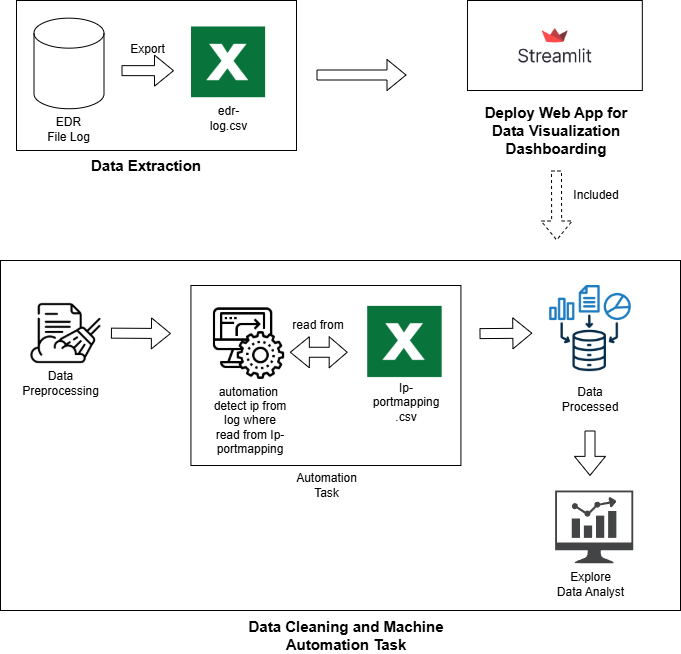 Export
EDR
File Log
edr-
log.csv
Data Extraction
Streamlit
Deploy Web App for
Data Visualization
Dashboarding
Included
Data
Preprocessing
read from
automation
detect ip from
log where
read from Ip-
portmapping
Ip-
portmapping
.csv
Automation
Task
Data
Processed
Explore
Data Analyst
Data Cleaning and Machine
Automation Task